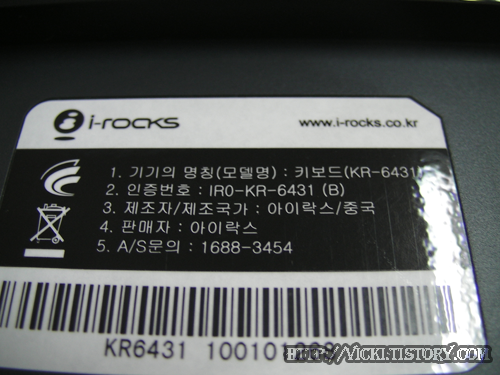 i-rocks
www.i-rocks.co.kr
1. 기기의 명칭(모델명) : 키보드(KR-6431
2. 인증번호 : IR0-KR-6431 (B)
3. 제조자/제조국가 : 아이락스/중국
4. 판매자 : 아이락스
5. A/S문의 : 1688-3454
KR6431
HTTP://VICKI.TISTORY.COM/